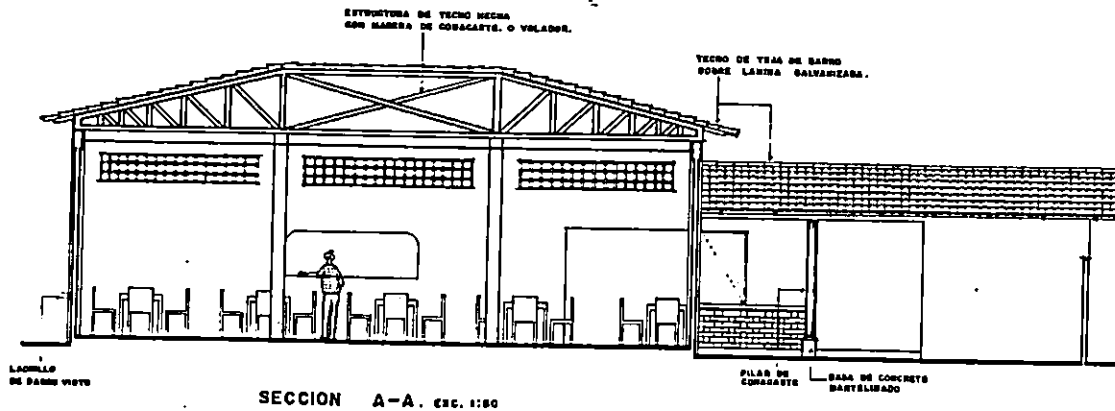 ESTRUCTURA DE TECHO HECHA
CON MADERA DE CONACASTE. O VOLADOR.
TECHO DE TEJA DE BARRO
SOBRE LAMINA GALVANIZADA.
LADRILLO
DE BARRO VISTO
PILAR DE
CONACASTE
BASA DE CONCRETO
MARTELINADO
SECCION A-A. ESC. 1:50